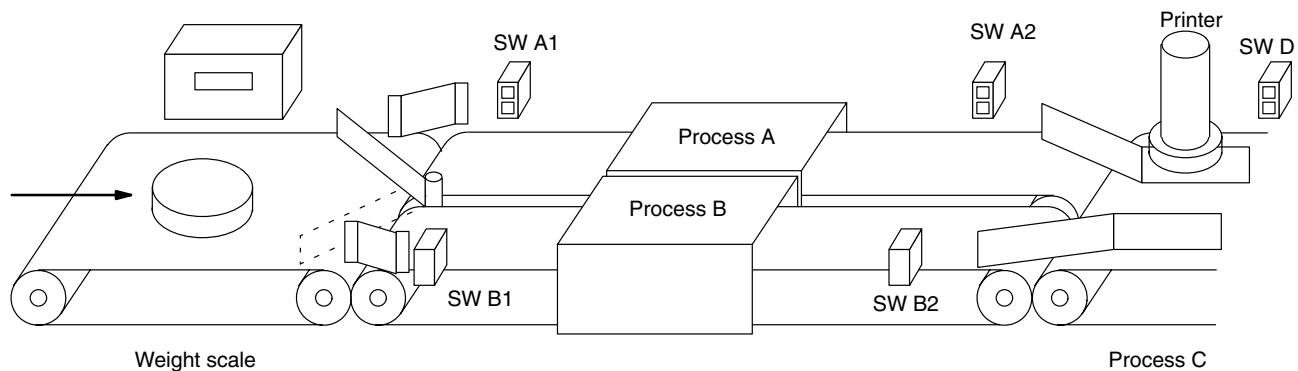 Printer
SW A1
SW A2
SW D
Process A
Process B
SW B1
SW B2
Weight scale
Process C